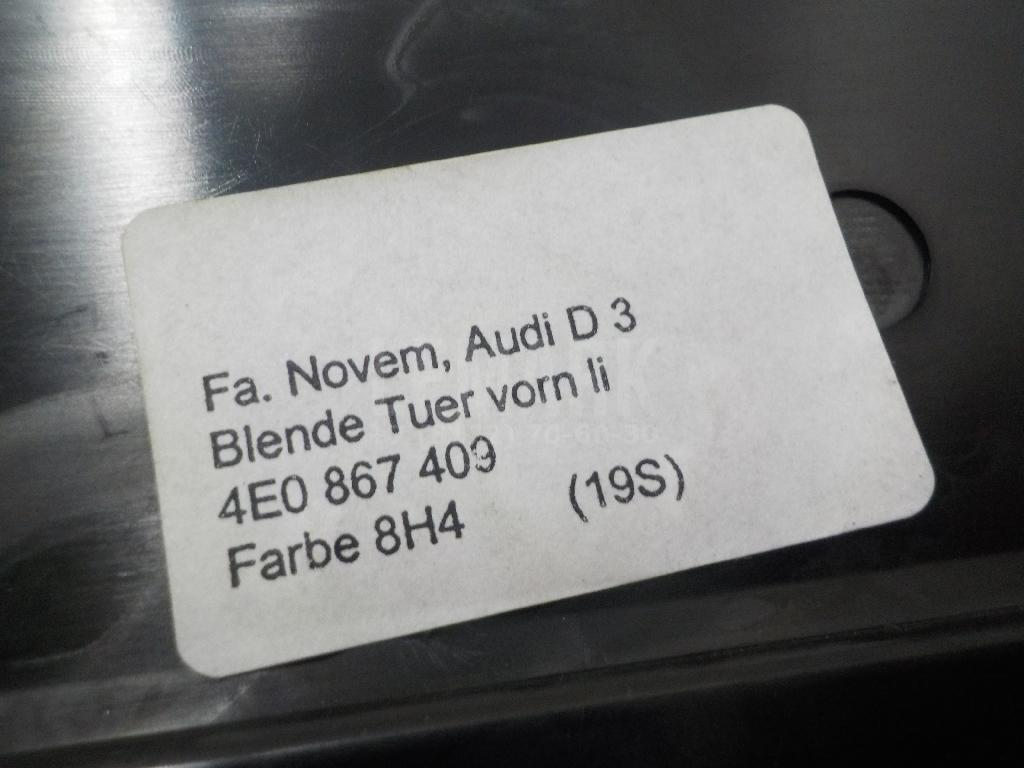 Fa. Novem, Audi D 3
Blende Tuer vorn li
4E0 867 409
Farbe 8H4 (19S)